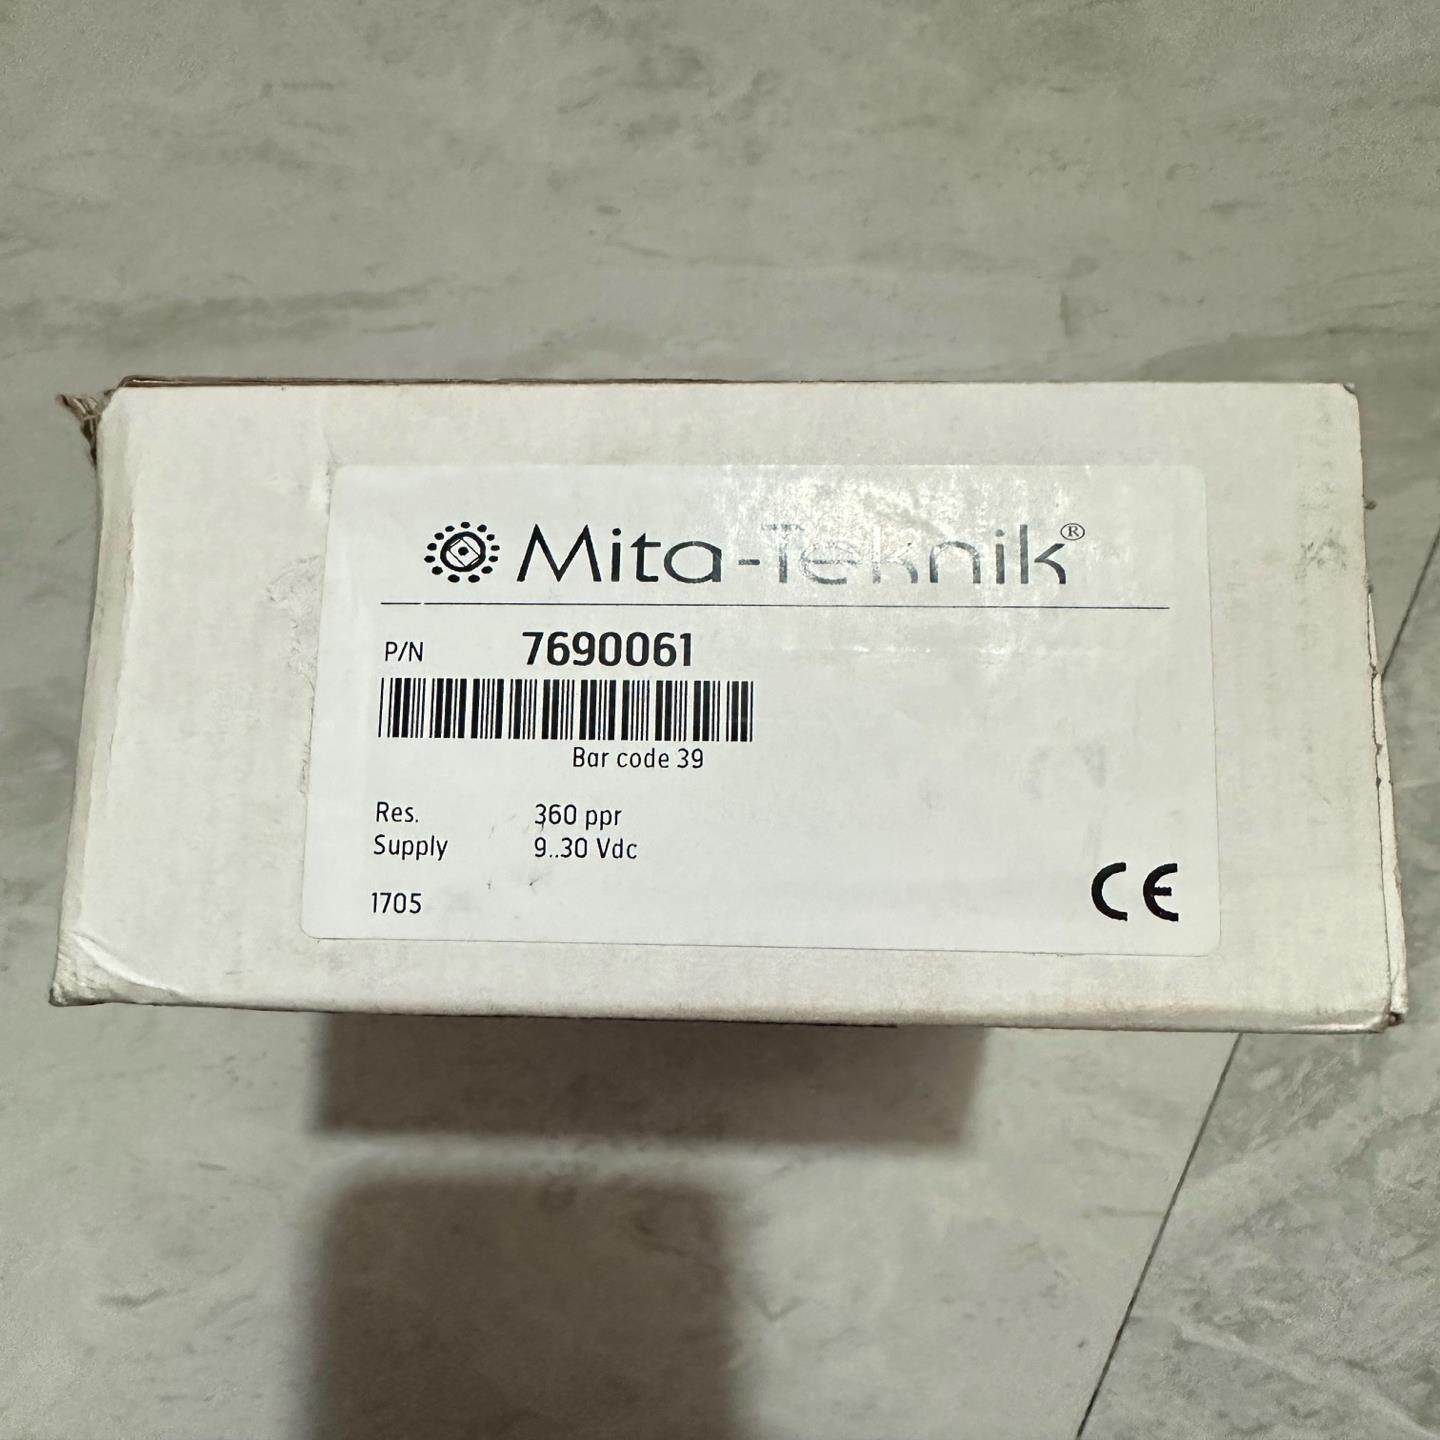 Mita-Teknik®
P/N 7690061
Bar code 39
Res. 360 ppr
Supply 9..30 Vdc
1705 CE